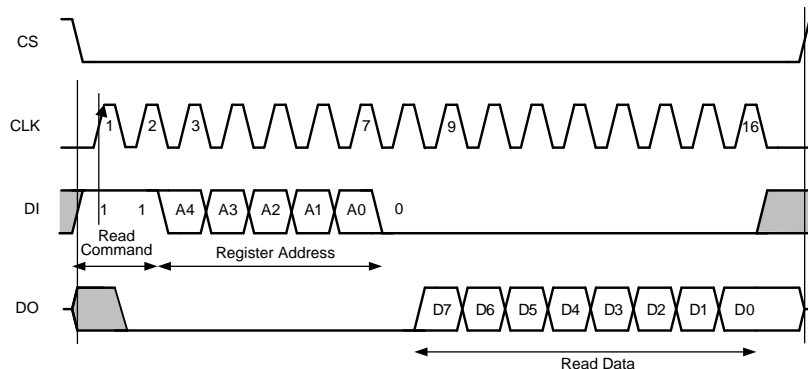 CS
CLK 1 2 3 7 9 16
DI 1 1 A4 A3 A2 A1 A0 0
Read
Command
Register Address
DO D7 D6 D5 D4 D3 D2 D1 D0
Read Data